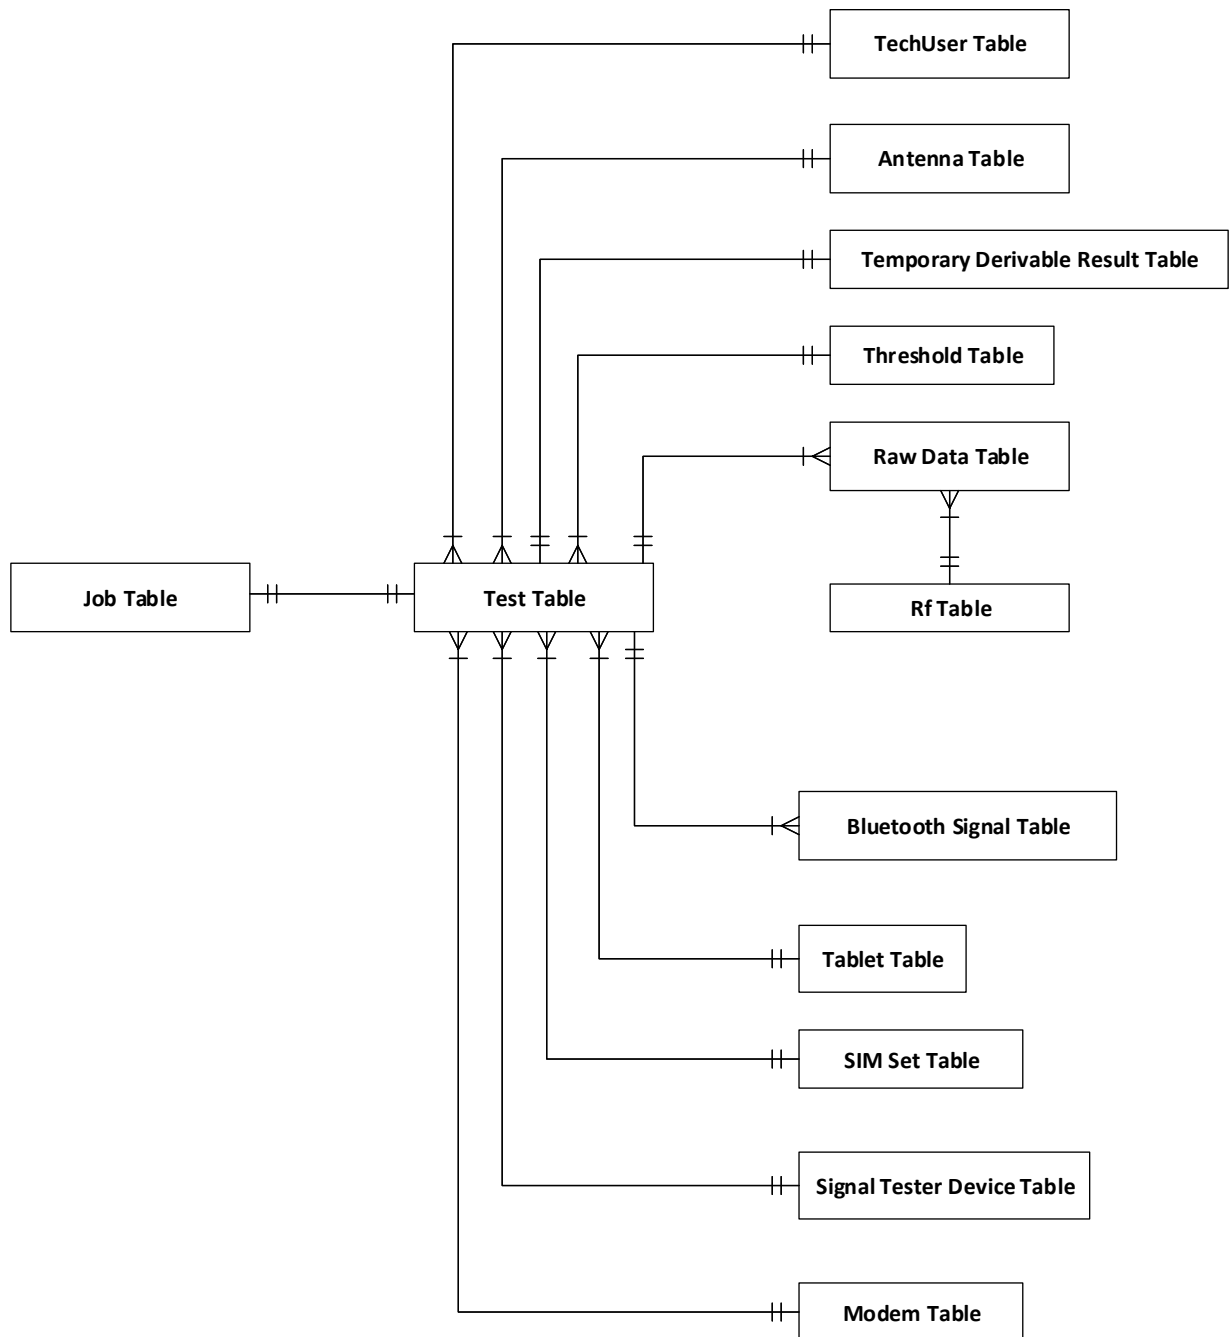 TechUser Table
Antenna Table
Temporary Derivable Result Table
Threshold Table
Raw Data Table
Job Table
Test Table
Rf Table
Bluetooth Signal Table
Tablet Table
SIM Set Table
Signal Tester Device Table
Modem Table